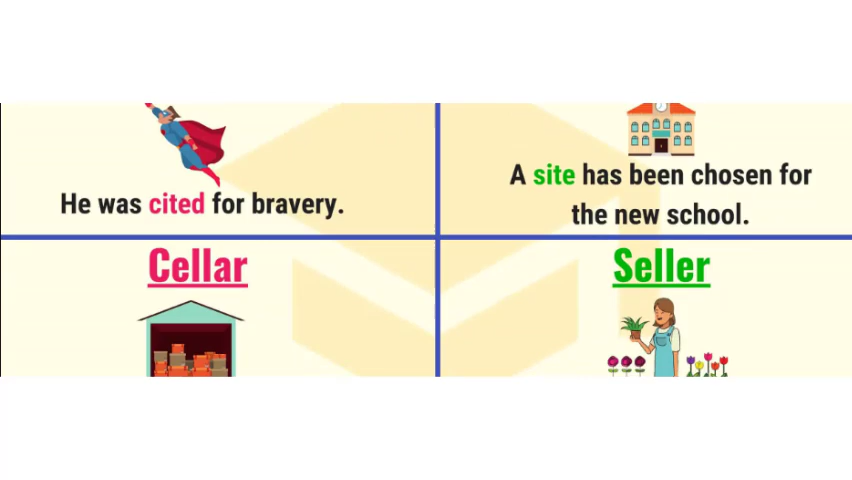 He was cited for bravery.
A site has been chosen for
the new school.
Cellar
Seller